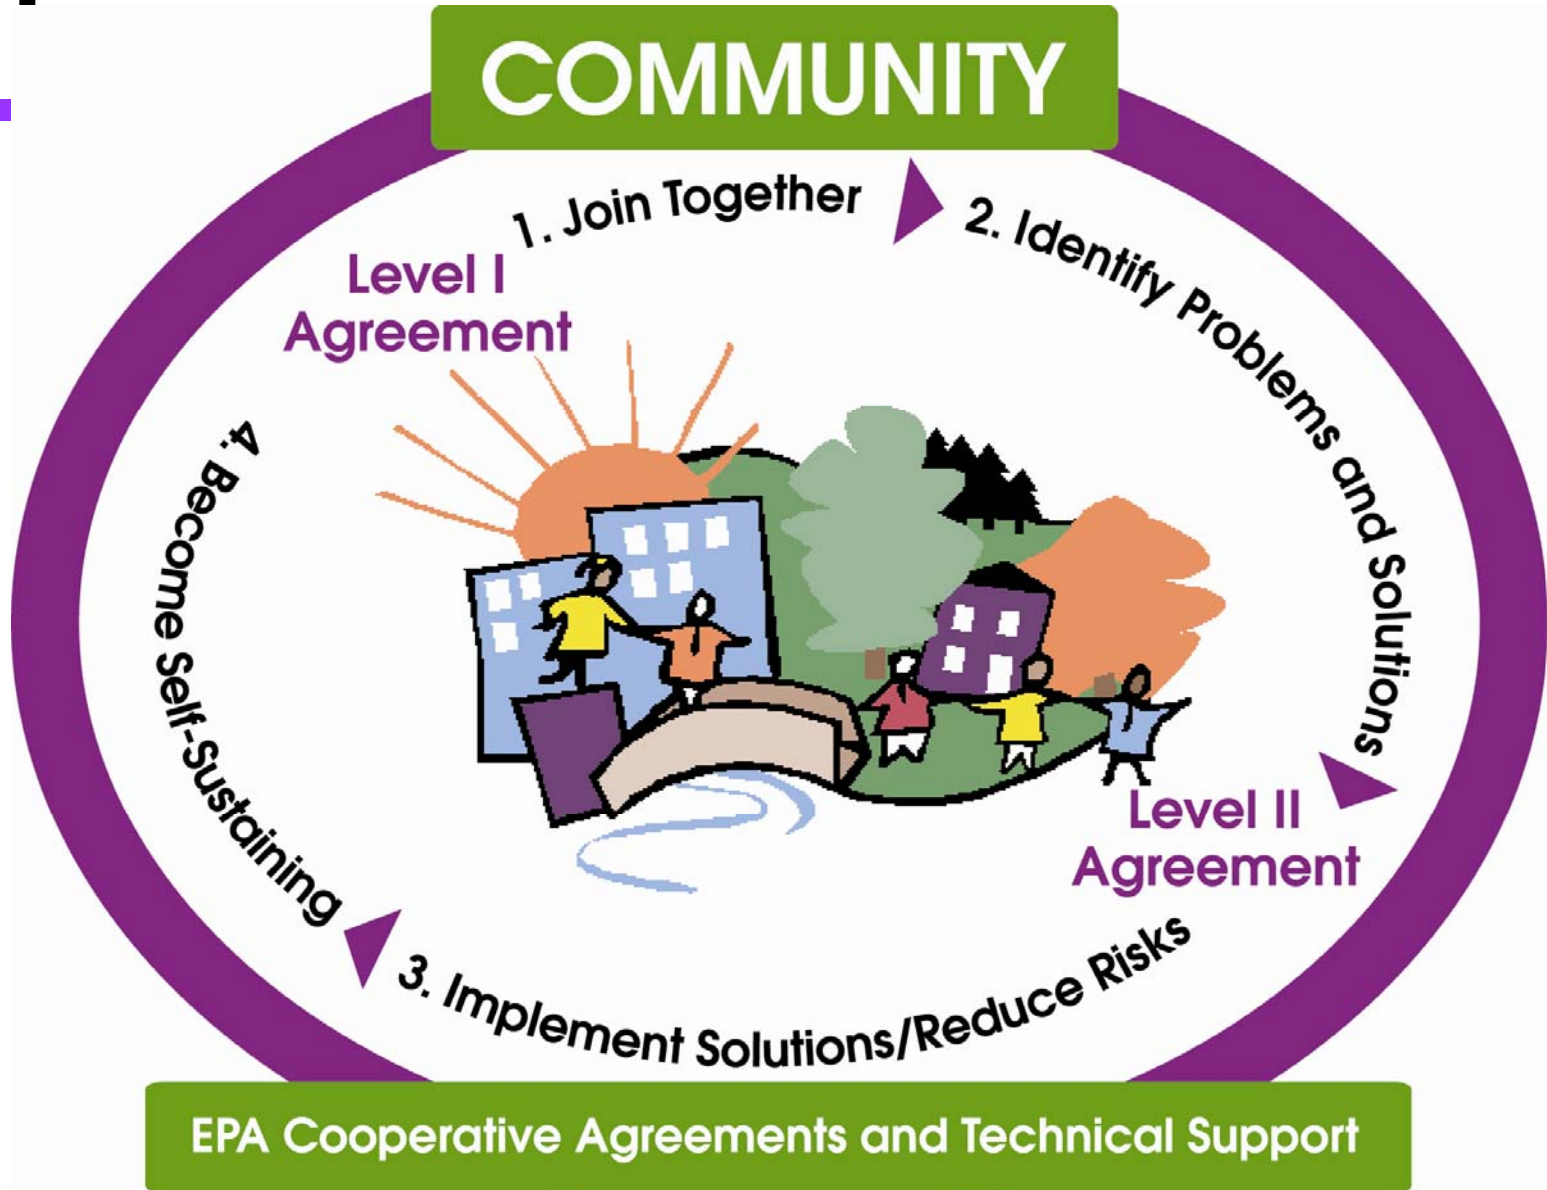 COMMUNITY
1. Join Together
2. Identify Problems and Solutions
Level I
Agreement
Level II
Agreement
3. Implement Solutions/Reduce Risks
4. Become Self-Sustaining
EPA Cooperative Agreements and Technical Support